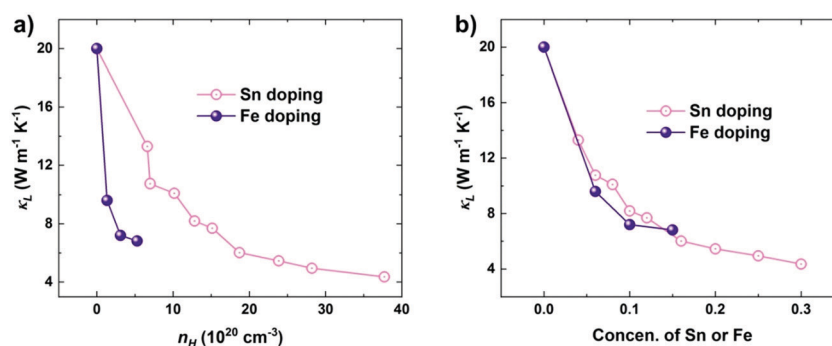 a)
20
16
12
8
4
κL (W m⁻¹ K⁻¹)
Sn doping
Fe doping
0
10
20
30
40
nH (10²⁰ cm⁻³)
b)
20
16
12
8
4
κL (W m⁻¹ K⁻¹)
Sn doping
Fe doping
0.0
0.1
0.2
0.3
Concen. of Sn or Fe